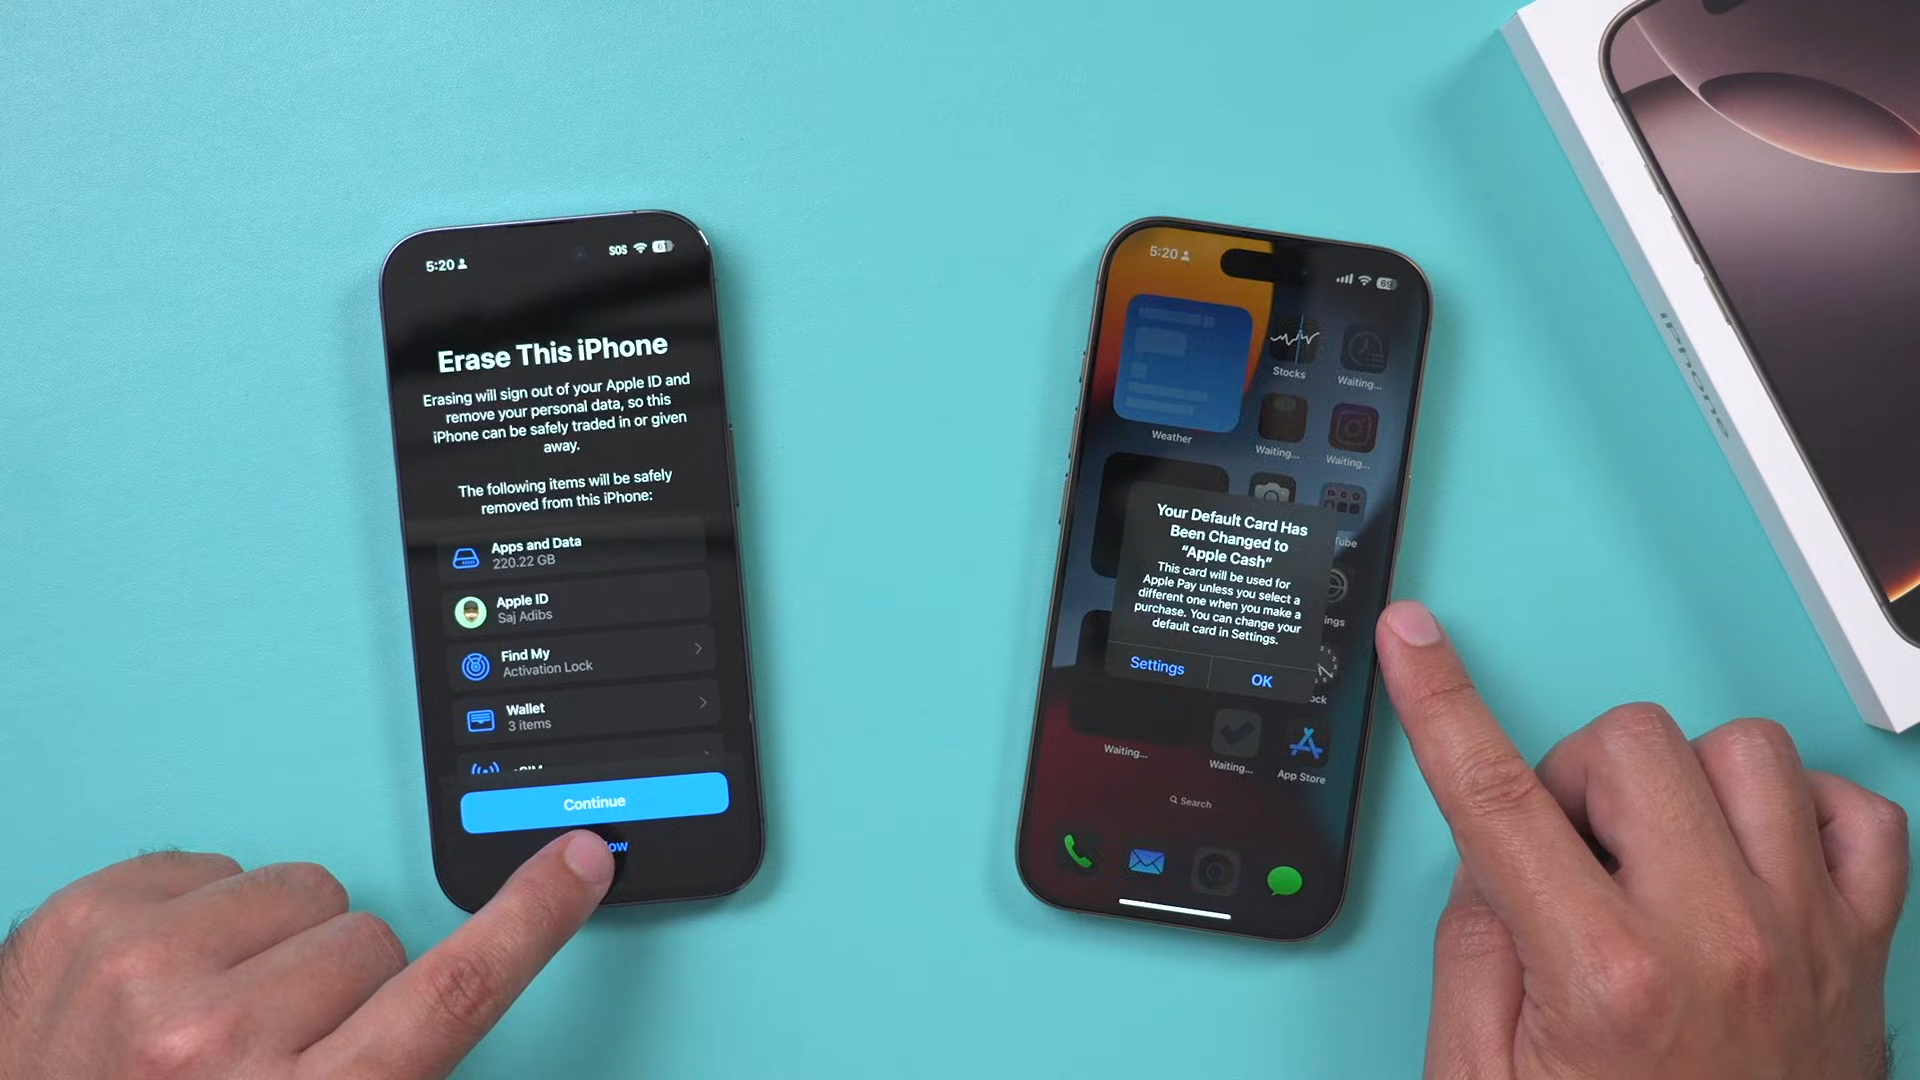 5:20
SOS
61
Erase This iPhone
Erasing will sign out of your Apple ID and
remove your personal data, so this
iPhone can be safely traded in or given
away.
The following items will be safely
removed from this iPhone:
Apps and Data
220.22 GB
Apple ID
Saj Adibs
Find My
Activation Lock
Wallet
3 items
Continue
5:20
69
Weather
Stocks
Waiting...
Waiting...
Waiting...
Your Default Card Has
Been Changed to
“Apple Cash”
This card will be used for
Apple Pay unless you select a
different one when you make a
purchase. You can change your
default card in Settings.
Settings
OK
Waiting...
Waiting...
App Store
Search
iPhone